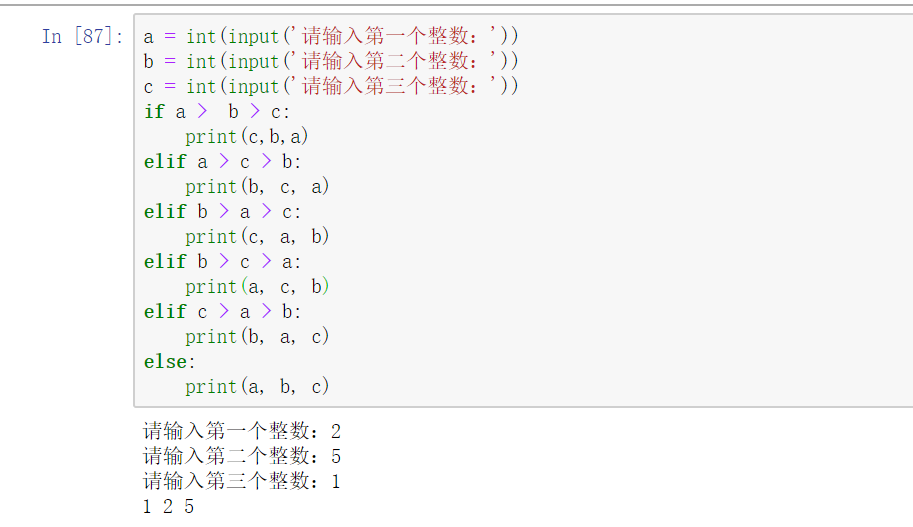 In [87]: a = int(input('请输入第一个整数：'))
b = int(input('请输入第二个整数：'))
c = int(input('请输入第三个整数：'))
if a >  b > c:
    print(c,b,a)
elif a > c > b:
    print(b, c, a)
elif b > a > c:
    print(c, a, b)
elif b > c > a:
    print(a, c, b)
elif c > a > b:
    print(b, a, c)
else:
    print(a, b, c)
请输入第一个整数：2
请输入第二个整数：5
请输入第三个整数：1
1 2 5